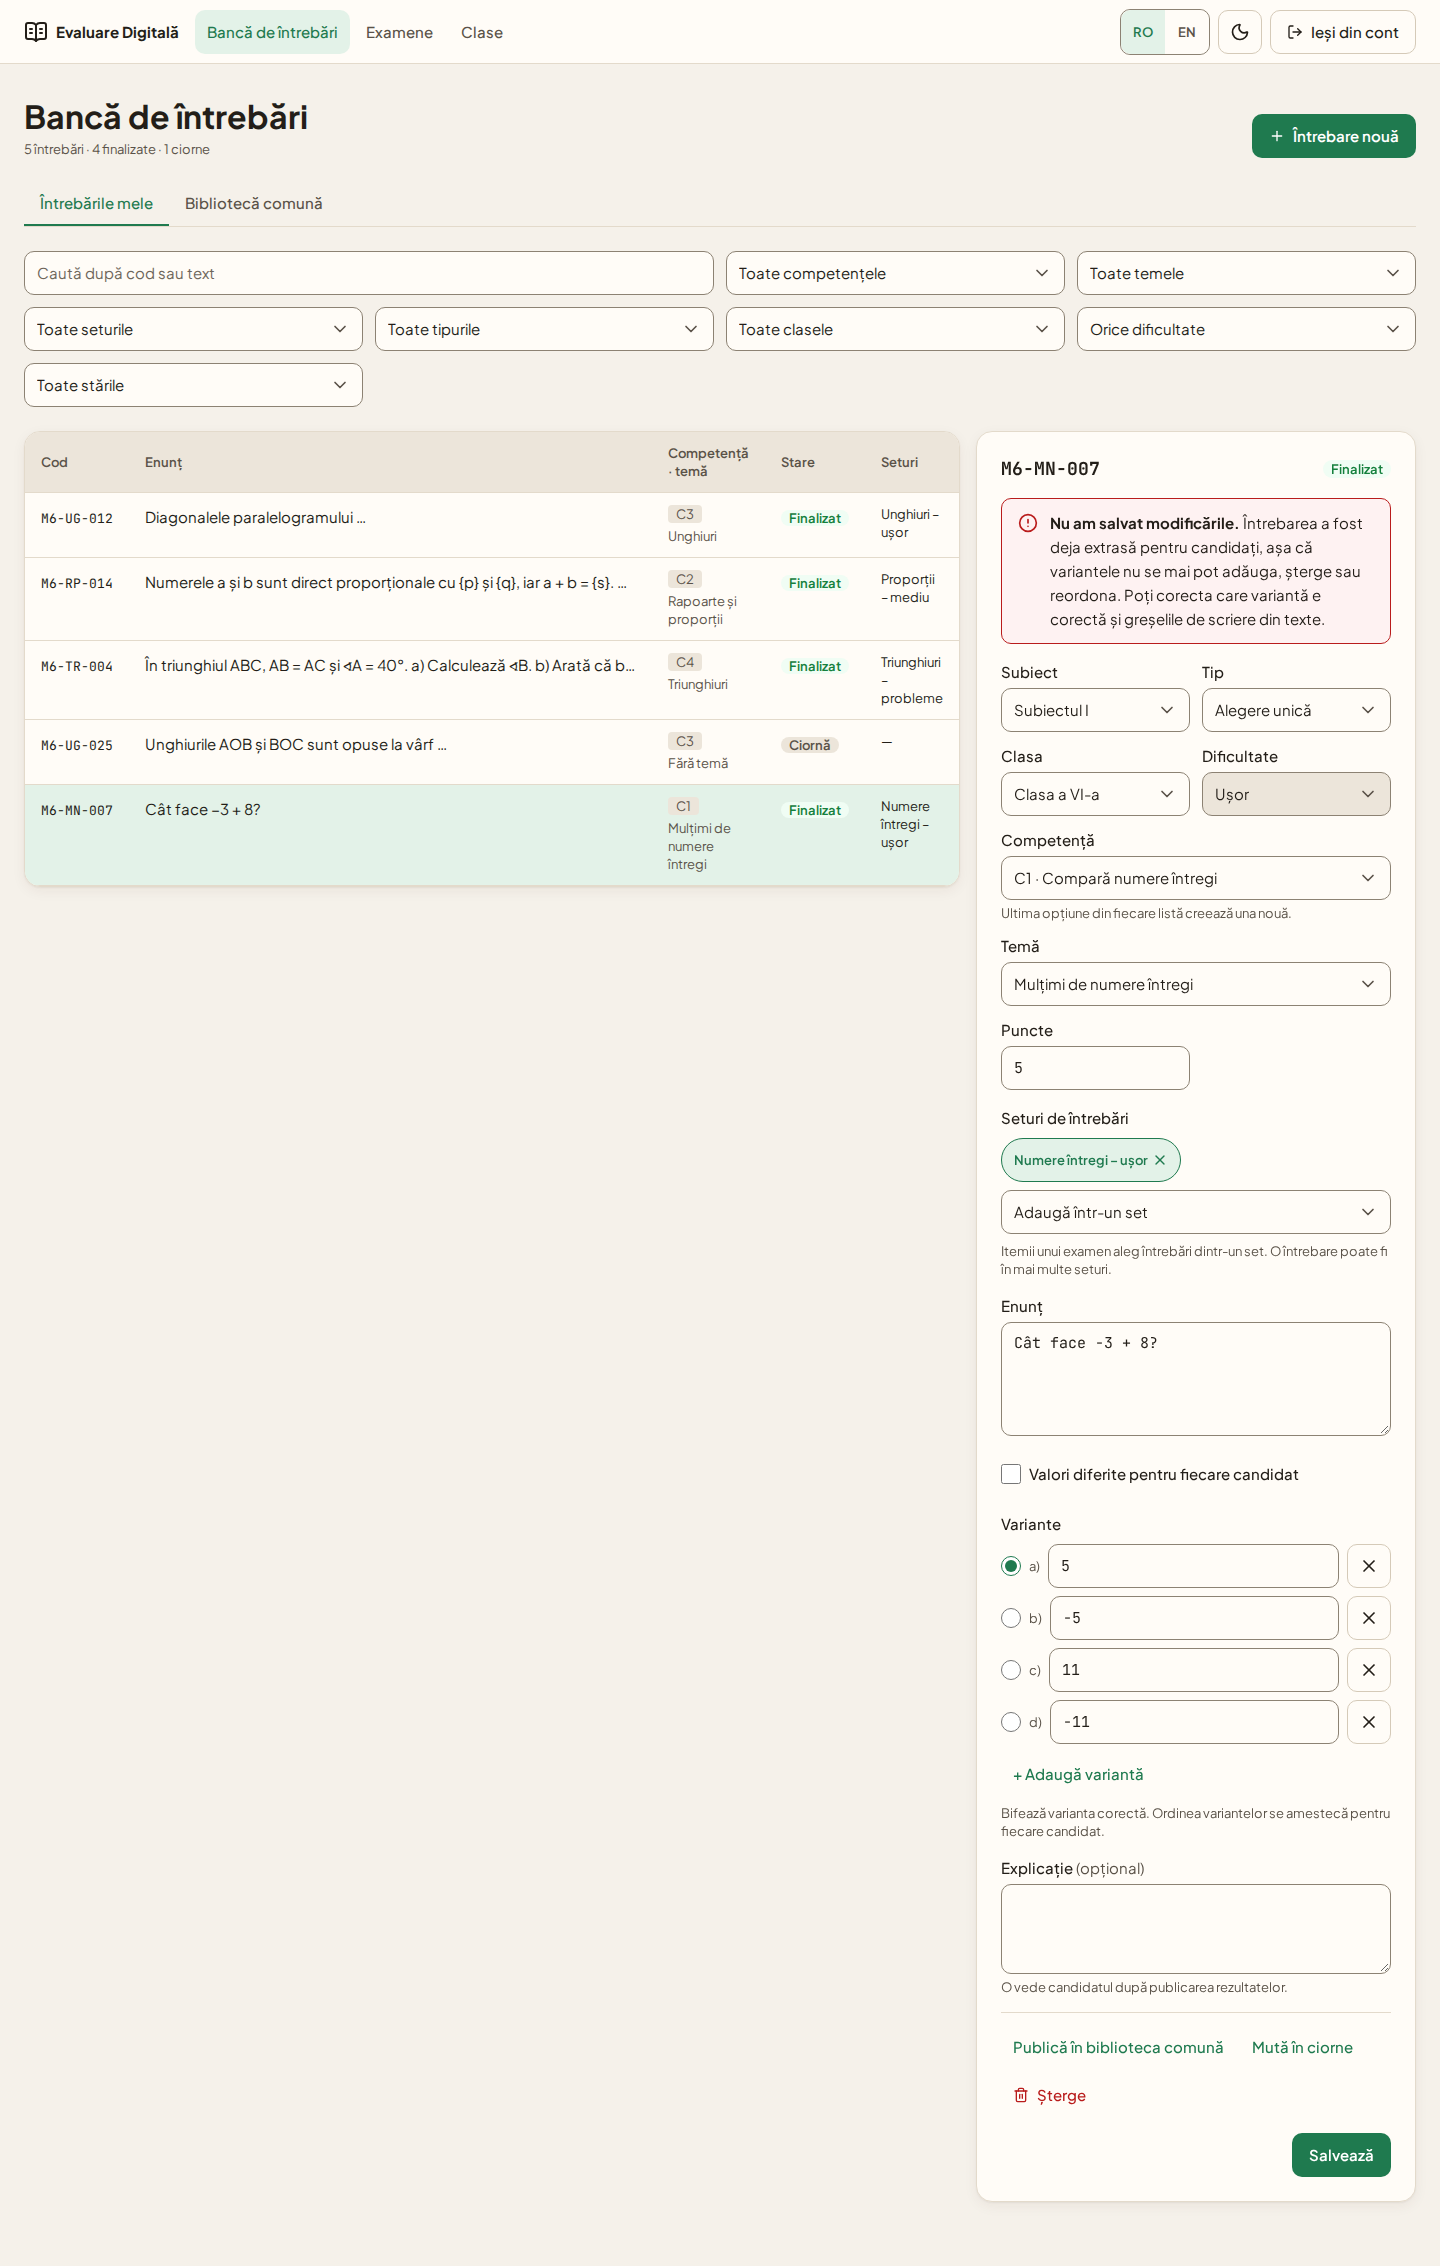 Evaluare Digitală
Bancă de întrebări
Examene
Clase
RO
EN
Ieși din cont
Bancă de întrebări
5 întrebări · 4 finalizate · 1 ciorne
+ Întrebare nouă
Întrebările mele
Bibliotecă comună
Caută după cod sau text
Toate competențele
Toate temele
Toate seturile
Toate tipurile
Toate clasele
Orice dificultate
Toate stările
Cod
Enunț
Competență
· temă
Stare
Seturi
M6-UG-012
Diagonalele paralelogramului ...
C3
Unghiuri
Finalizat
Unghiuri –
ușor
M6-RP-014
Numerele a și b sunt direct proporționale cu {p} și {q}, iar a + b = {s}. ...
C2
Rapoarte și
proporții
Finalizat
Proporții
– mediu
M6-TR-004
În triunghiul ABC, AB = AC și ∢A = 40°. a) Calculează ∢B. b) Arată că b...
C4
Triunghiuri
Finalizat
Triunghiuri
–
probleme
M6-UG-025
Unghiurile AOB și BOC sunt opuse la vârf ...
C3
Fără temă
Ciornă
—
M6-MN-007
Cât face −3 + 8?
C1
Mulțimi de
numere
întregi
Finalizat
Numere
întregi –
ușor
M6-MN-007
Finalizat
Nu am salvat modificările. Întrebarea a fost
deja extrasă pentru candidați, așa că
variantele nu se mai pot adăuga, șterge sau
reordona. Poți corecta care variantă e
corectă și greșelile de scriere din texte.
Subiect
Tip
Subiectul I
Alegere unică
Clasa
Dificultate
Clasa a VI-a
Ușor
Competență
C1 · Compară numere întregi
Ultima opțiune din fiecare listă creează una nouă.
Temă
Mulțimi de numere întregi
Puncte
5
Seturi de întrebări
Numere întregi – ușor
Adaugă într-un set
Itemii unui examen aleg întrebări dintr-un set. O întrebare poate fi
în mai multe seturi.
Enunț
Cât face -3 + 8?
Valori diferite pentru fiecare candidat
Variante
a) 5
b) -5
c) 11
d) -11
+ Adaugă variantă
Bifează varianta corectă. Ordinea variantelor se amestecă pentru
fiecare candidat.
Explicație (opțional)
O vede candidatul după publicarea rezultatelor.
Publică în biblioteca comună
Mută în ciorne
Șterge
Salvează